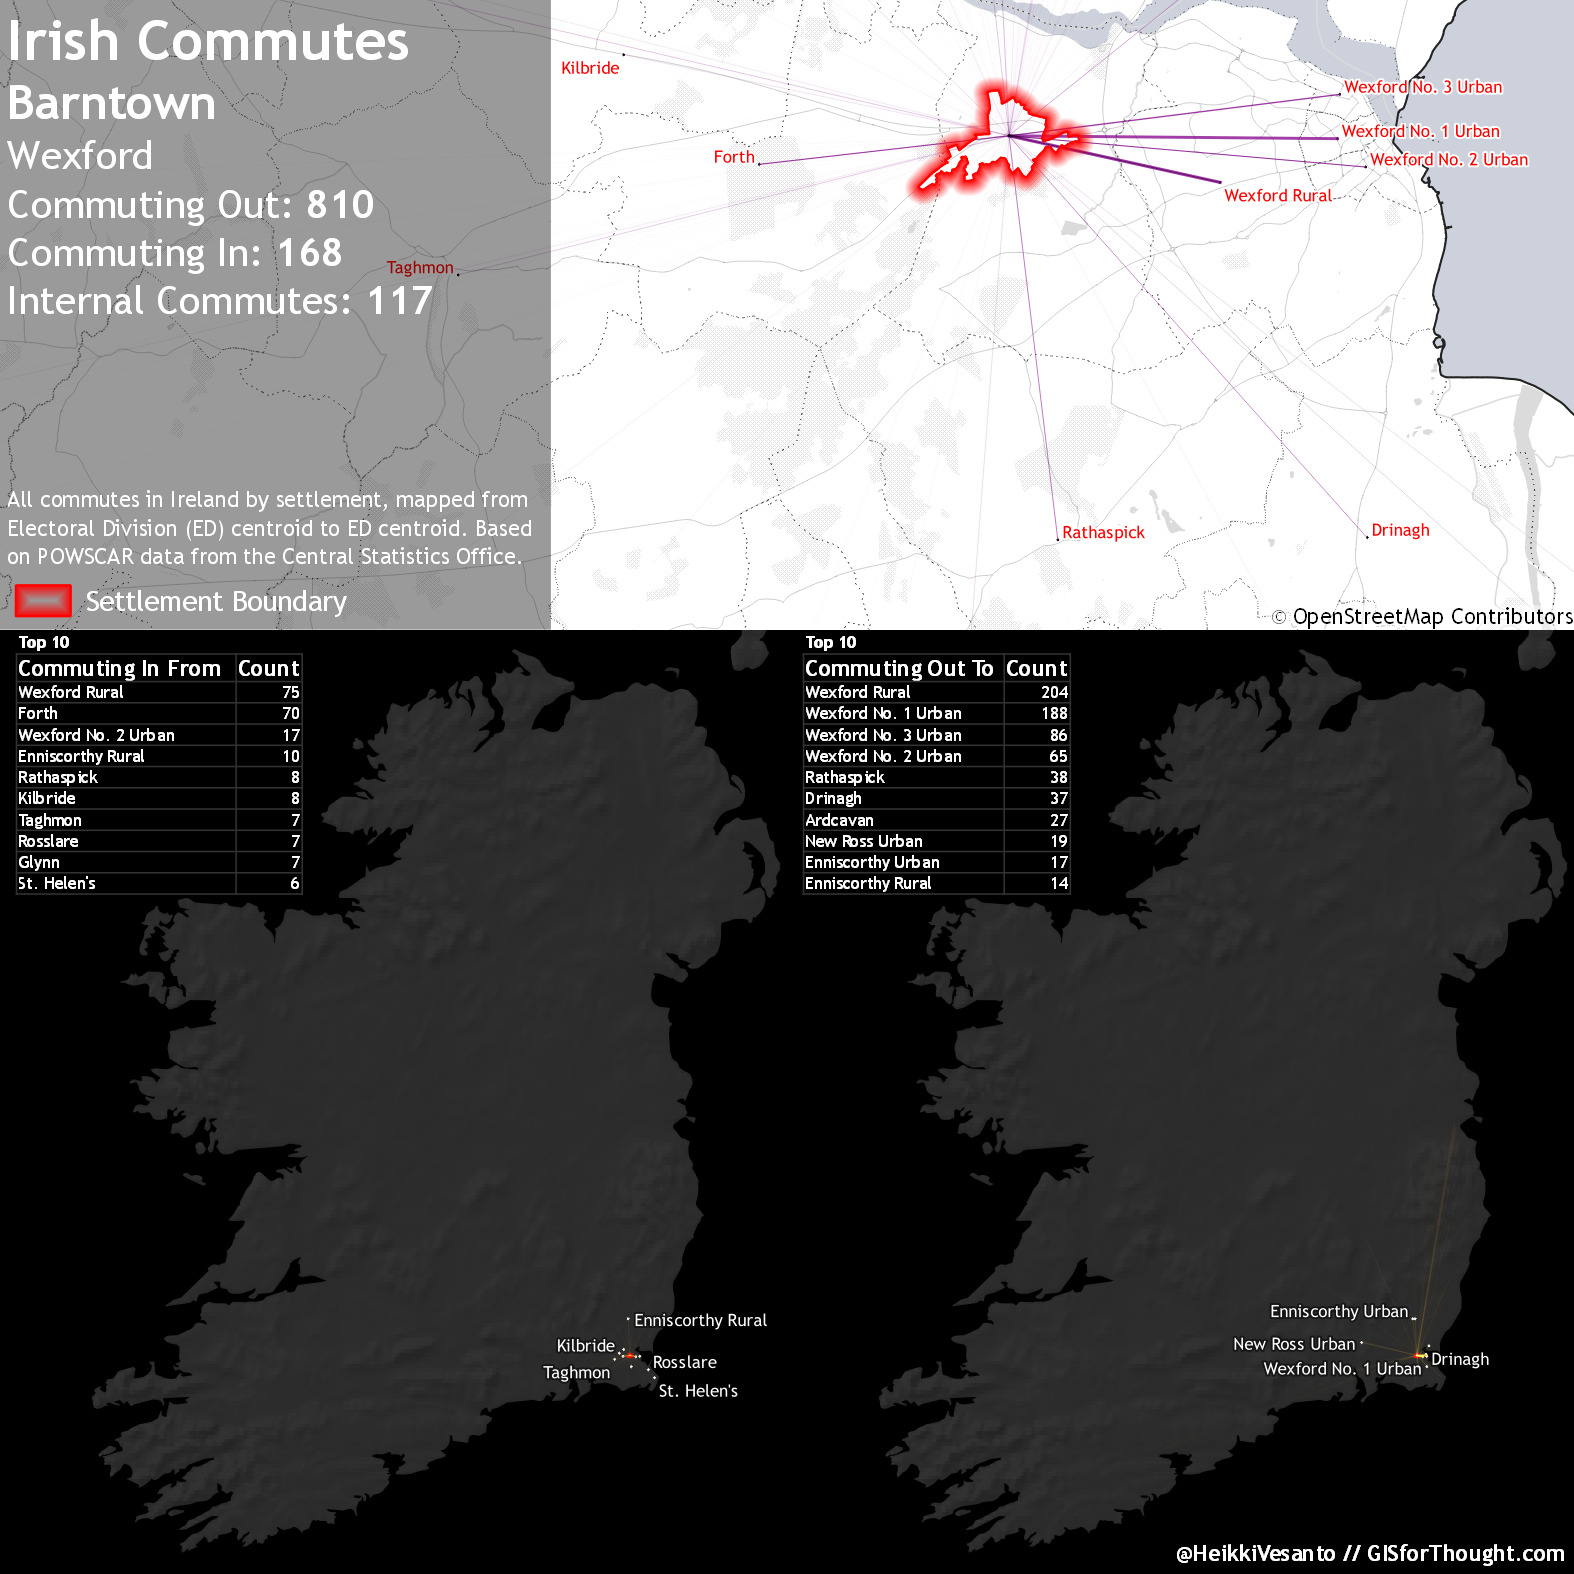 Irish Commutes
Barntown
Wexford
Commuting Out: 810
Commuting In: 168
Internal Commutes: 117
All commutes in Ireland by settlement, mapped from
Electoral Division (ED) centroid to ED centroid. Based
on POWSCAR data from the Central Statistics Office.
Settlement Boundary
Kilbride
Forth
Taghmon
Wexford No. 3 Urban
Wexford No. 1 Urban
Wexford No. 2 Urban
Wexford Rural
Rathaspick
Drinagh
© OpenStreetMap Contributors
Top 10
Commuting In From Count
Wexford Rural 75
Forth 70
Wexford No. 2 Urban 17
Enniscorthy Rural 10
Rathaspick 8
Kilbride 8
Taghmon 7
Rosslare 7
Glynn 7
St. Helen's 6
Enniscorthy Rural
Kilbride
Rosslare
Taghmon
St. Helen's
Top 10
Commuting Out To Count
Wexford Rural 204
Wexford No. 1 Urban 188
Wexford No. 3 Urban 86
Wexford No. 2 Urban 65
Rathaspick 38
Drinagh 37
Ardcavan 27
New Ross Urban 19
Enniscorthy Urban 17
Enniscorthy Rural 14
Enniscorthy Urban
New Ross Urban
Drinagh
Wexford No. 1 Urban
@HeikkiVesanto // GISforThought.com